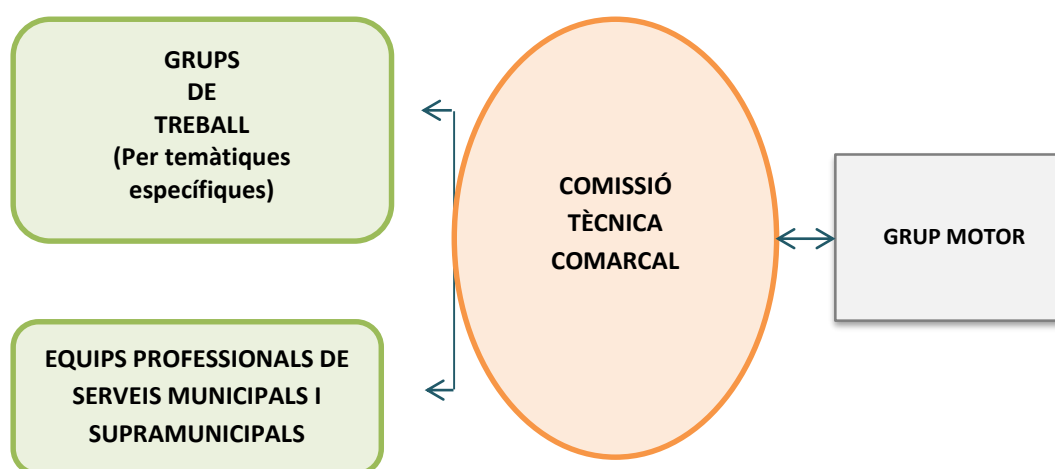 GRUPS
DE
TREBALL
(Per temàtiques
específiques)
COMISSIÓ
TÈCNICA
COMARCAL
GRUP MOTOR
EQUIPS PROFESSIONALS DE
SERVEIS MUNICIPALS I
SUPRAMUNICIPALS